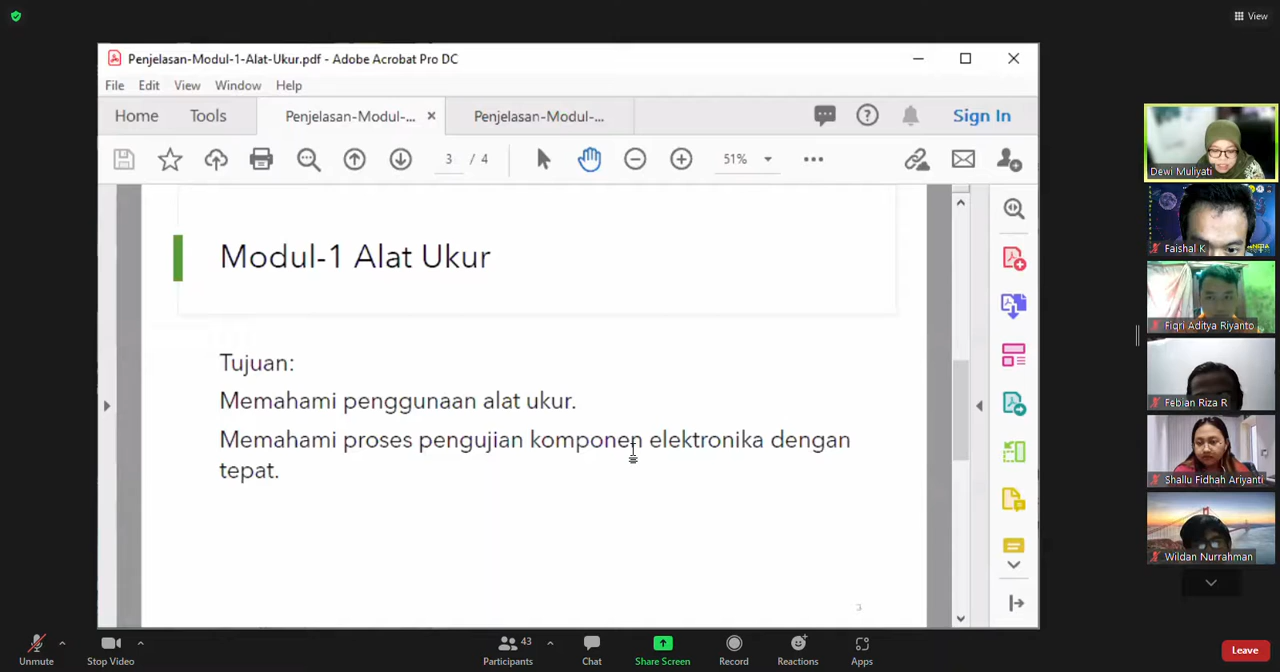 View
Penjelasan-Modul-1-Alat-Ukur.pdf - Adobe Acrobat Pro DC
File Edit View Window Help
Home Tools Penjelasan-Modul-... × Penjelasan-Modul-... Sign In
3 / 4 51%
Modul-1 Alat Ukur
Tujuan:
Memahami penggunaan alat ukur.
Memahami proses pengujian komponen elektronika dengan
tepat.
3
Dewi Muliyati
Faishal K
Fiqri Aditya Riyanto
Febian Riza R
Shallu Fidhah Ariyanti
Wildan Nurrahman
Unmute Stop Video Participants 43 Chat Share Screen Record Reactions Apps Leave